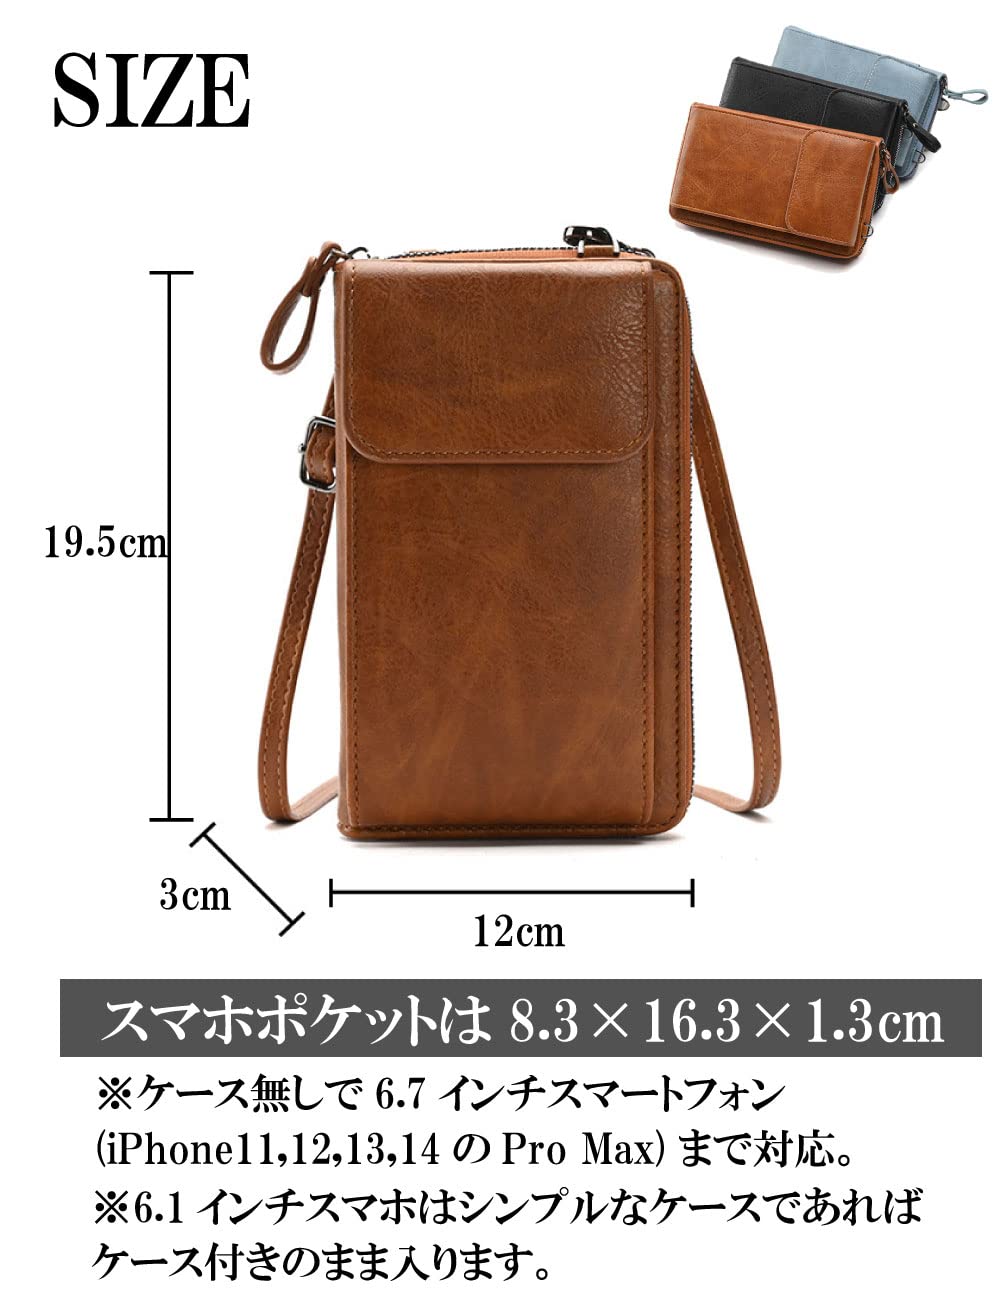 SIZE
19.5cm
3cm
12cm
スマホポケットは 8.3×16.3×1.3cm
※ケース無しで 6.7 インチスマートフォン
(iPhone11,12,13,14 の Pro Max) まで対応。
※6.1 インチスマホはシンプルなケースであれば
ケース付きのまま入ります。